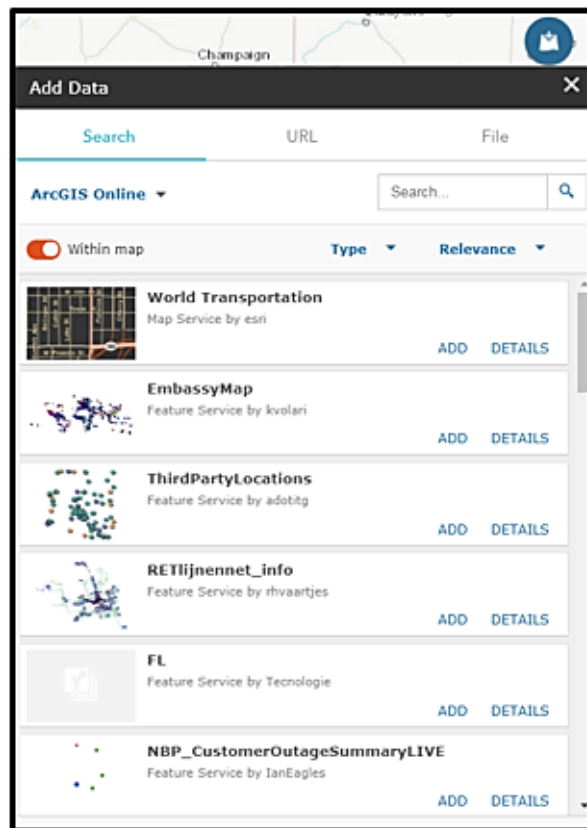 Champaign
Add Data
Search URL File
ArcGIS Online
Search...
Within map Type Relevance
World Transportation
Map Service by esri
ADD DETAILS
EmbassyMap
Feature Service by kvolari
ADD DETAILS
ThirdPartyLocations
Feature Service by adotitg
ADD DETAILS
RETlijnennet_info
Feature Service by rhvaartjes
ADD DETAILS
FL
Feature Service by Tecnologie
ADD DETAILS
NBP_CustomerOutageSummaryLIVE
Feature Service by IanEagles
ADD DETAILS